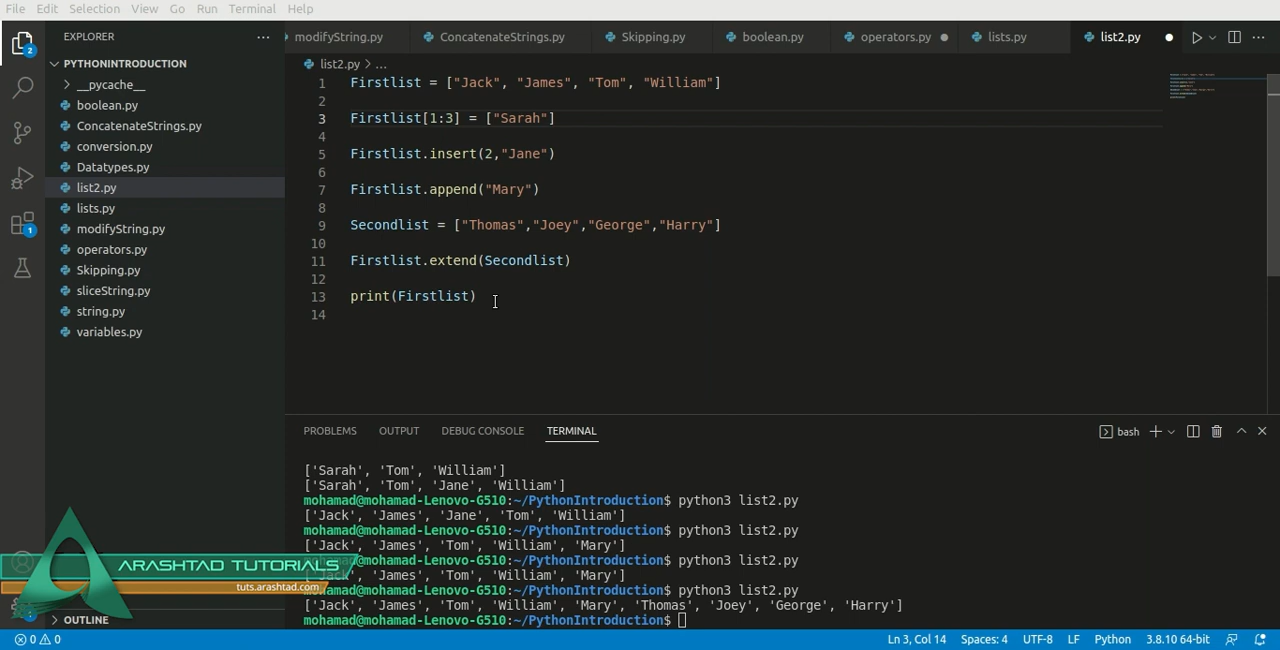 File Edit Selection View Go Run Terminal Help
EXPLORER
PYTHONINTRODUCTION
__pycache__
boolean.py
ConcatenateStrings.py
conversion.py
Datatypes.py
list2.py
lists.py
modifyString.py
operators.py
Skipping.py
sliceString.py
string.py
variables.py
OUTLINE
modifyString.py ConcatenateStrings.py Skipping.py boolean.py operators.py lists.py list2.py
list2.py > ...
1 Firstlist = ["Jack", "James", "Tom", "William"]
2
3 Firstlist[1:3] = ["Sarah"]
4
5 Firstlist.insert(2,"Jane")
6
7 Firstlist.append("Mary")
8
9 Secondlist = ["Thomas","Joey","George","Harry"]
10
11 Firstlist.extend(Secondlist)
12
13 print(Firstlist)
14
PROBLEMS OUTPUT DEBUG CONSOLE TERMINAL
bash
['Sarah', 'Tom', 'William']
['Sarah', 'Tom', 'Jane', 'William']
mohamad@mohamad-Lenovo-G510:~/PythonIntroduction$ python3 list2.py
['Jack', 'James', 'Jane', 'Tom', 'William']
mohamad@mohamad-Lenovo-G510:~/PythonIntroduction$ python3 list2.py
['Jack', 'James', 'Tom', 'William', 'Mary']
mohamad@mohamad-Lenovo-G510:~/PythonIntroduction$ python3 list2.py
['Jack', 'James', 'Tom', 'William', 'Mary']
mohamad@mohamad-Lenovo-G510:~/PythonIntroduction$ python3 list2.py
['Jack', 'James', 'Tom', 'William', 'Mary', 'Thomas', 'Joey', 'George', 'Harry']
mohamad@mohamad-Lenovo-G510:~/PythonIntroduction$
ARASHTAD TUTORIALS
tuts.arashtad.com
2
1
0 0
Ln 3, Col 14 Spaces: 4 UTF-8 LF Python 3.8.10 64-bit